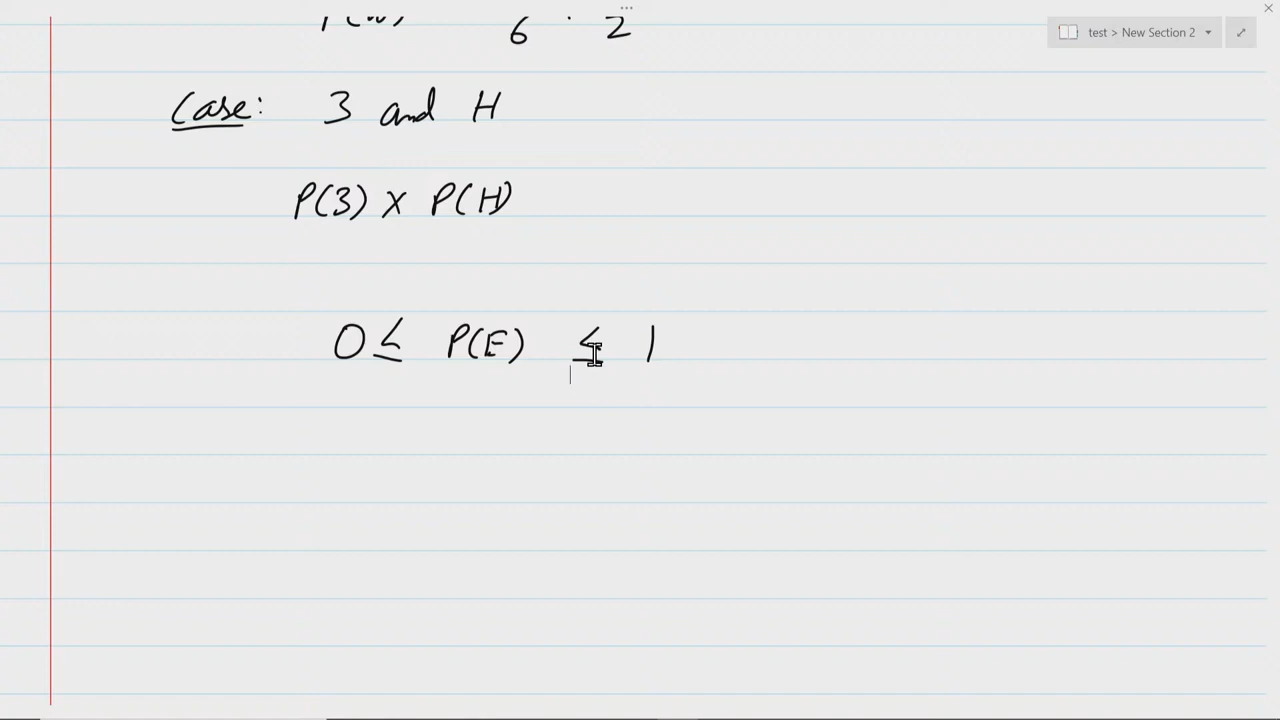 test > New Section 2
6 2
Case: 3 and H
P(3) x P(H)
0 ≤ P(E) ≤ 1